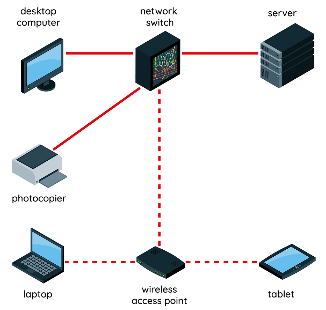 desktop
computer
network
switch
server
photocopier
laptop
wireless
access point
tablet